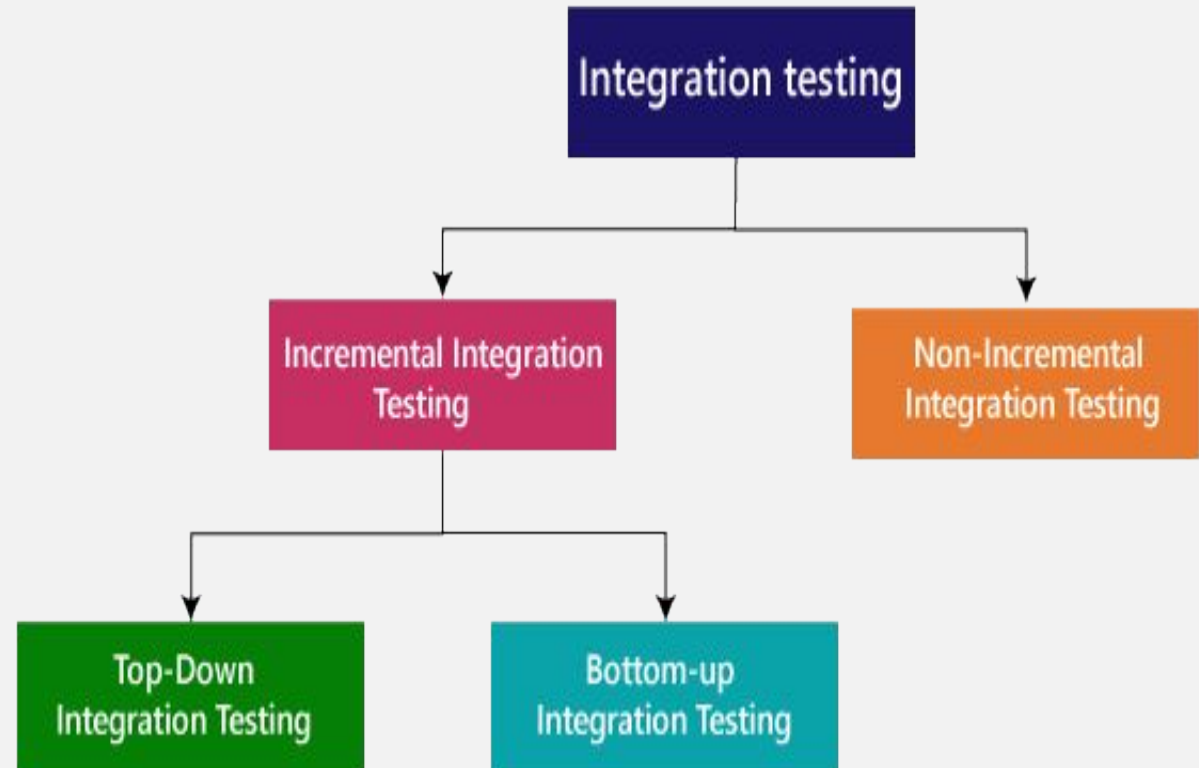 Integration testing
Incremental Integration
Testing
Non-Incremental
Integration Testing
Top-Down
Integration Testing
Bottom-up
Integration Testing